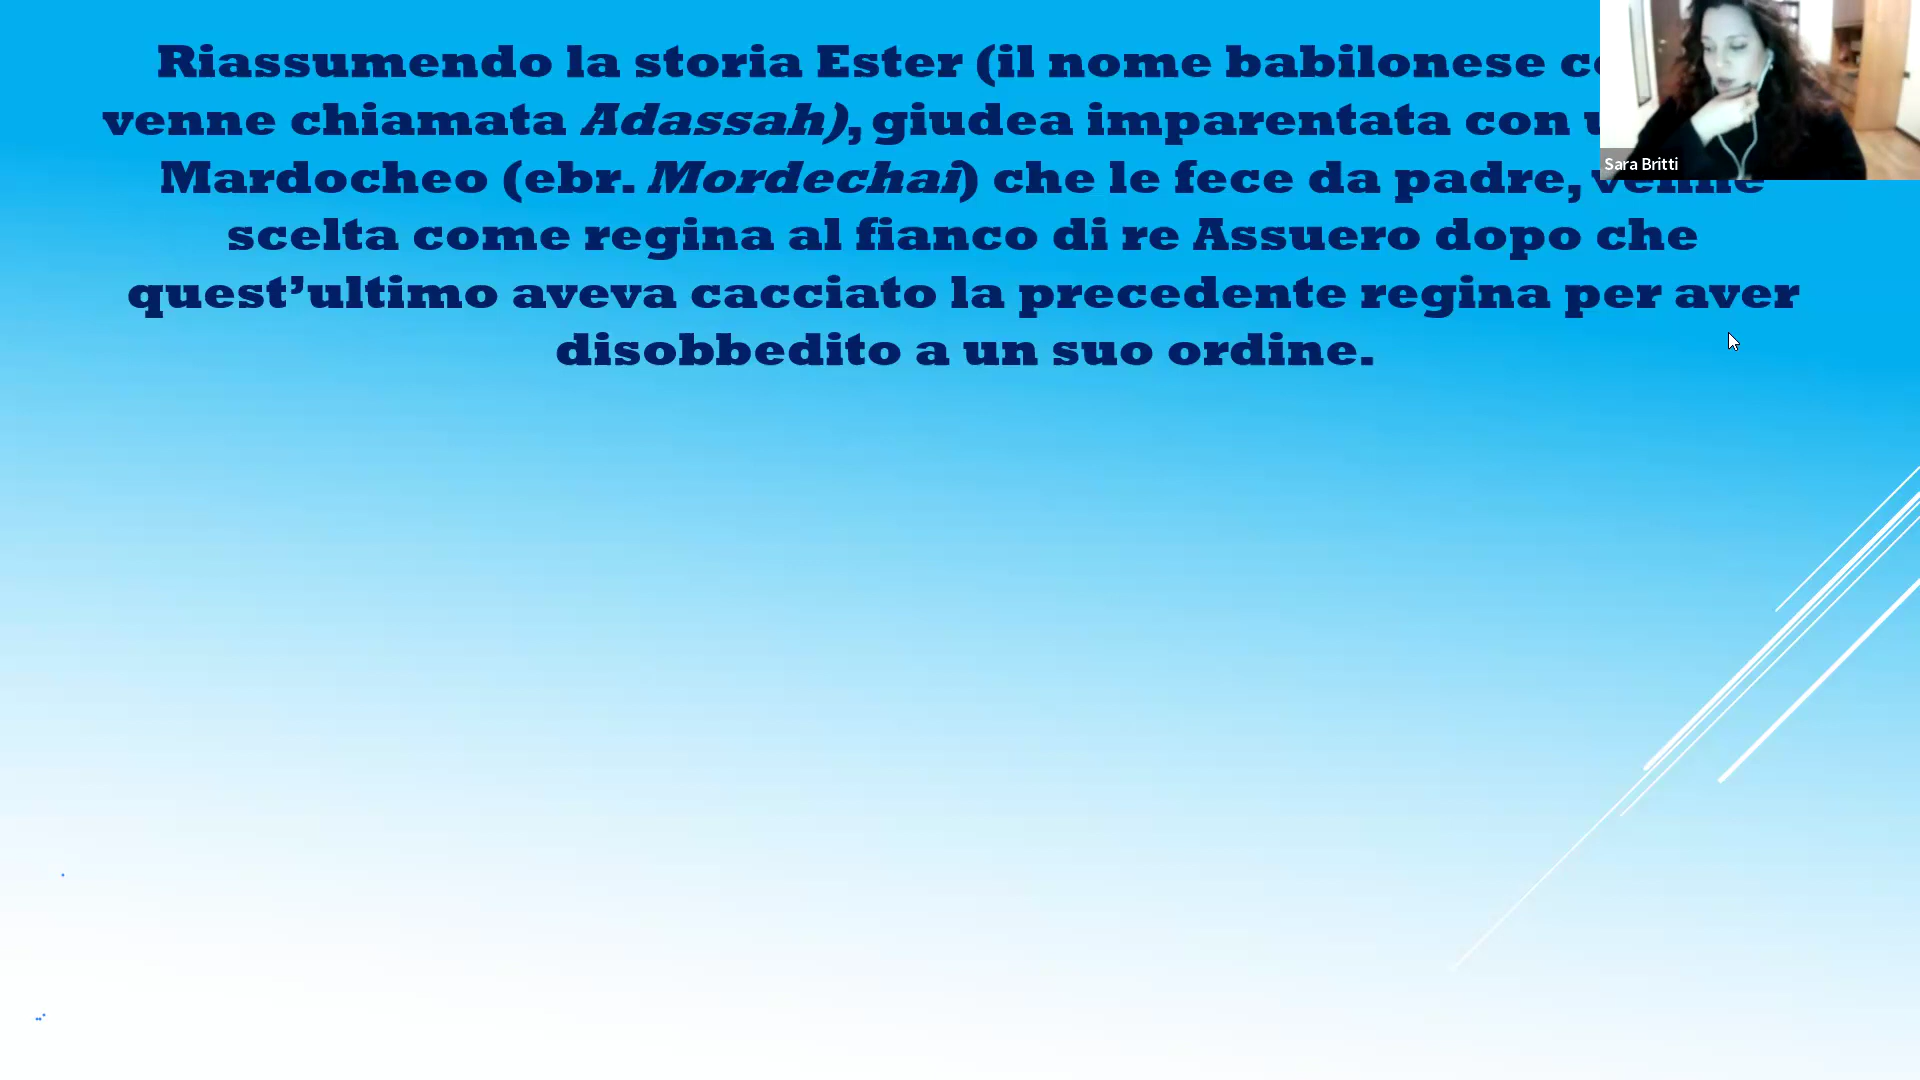 Riassumendo la storia Ester (il nome babilonese
venne chiamata Adassah), giudea imparentata con
Mardocheo (ebr. Mordechai) che le fece da padre, venne
scelta come regina al fianco di re Assuero dopo che
quest’ultimo aveva cacciato la precedente regina per aver
disobbedito a un suo ordine.
Sara Britti